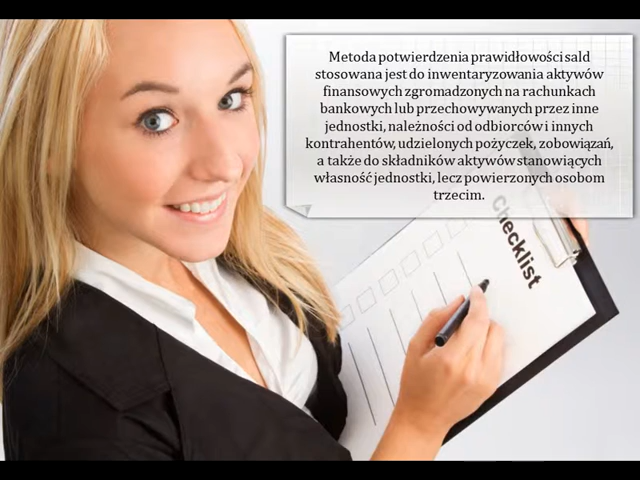 Metoda potwierdzenia prawidłowości sald
stosowana jest do inwentaryzowania aktywów
finansowych zgromadzonych na rachunkach
bankowych lub przechowywanych przez inne
jednostki, należności od odbiorców i innych
kontrahentów, udzielonych pożyczek, zobowiązań,
a także do składników aktywów stanowiących
własność jednostki, lecz powierzonych osobom
trzecim.
Checklist